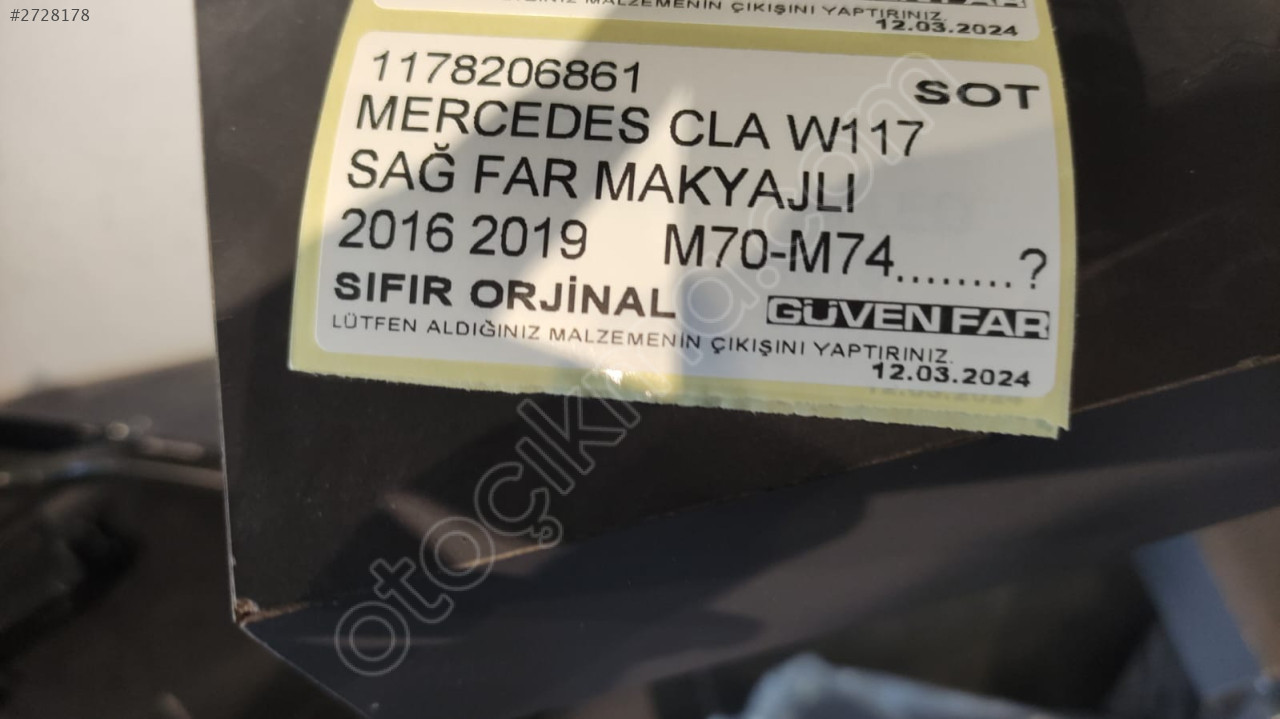 #2728178
MALZEMENİN ÇIKIŞINI YAPTIRINIZ.
12.03.2024
1178206861
SOT
MERCEDES CLA W117
SAĞ FAR MAKYAJLI
2016 2019 M70-M74.........?
SIFIR ORJİNAL
GÜVEN FAR
LÜTFEN ALDIĞINIZ MALZEMENİN ÇIKIŞINI YAPTIRINIZ.
12.03.2024
otoçıkma.com